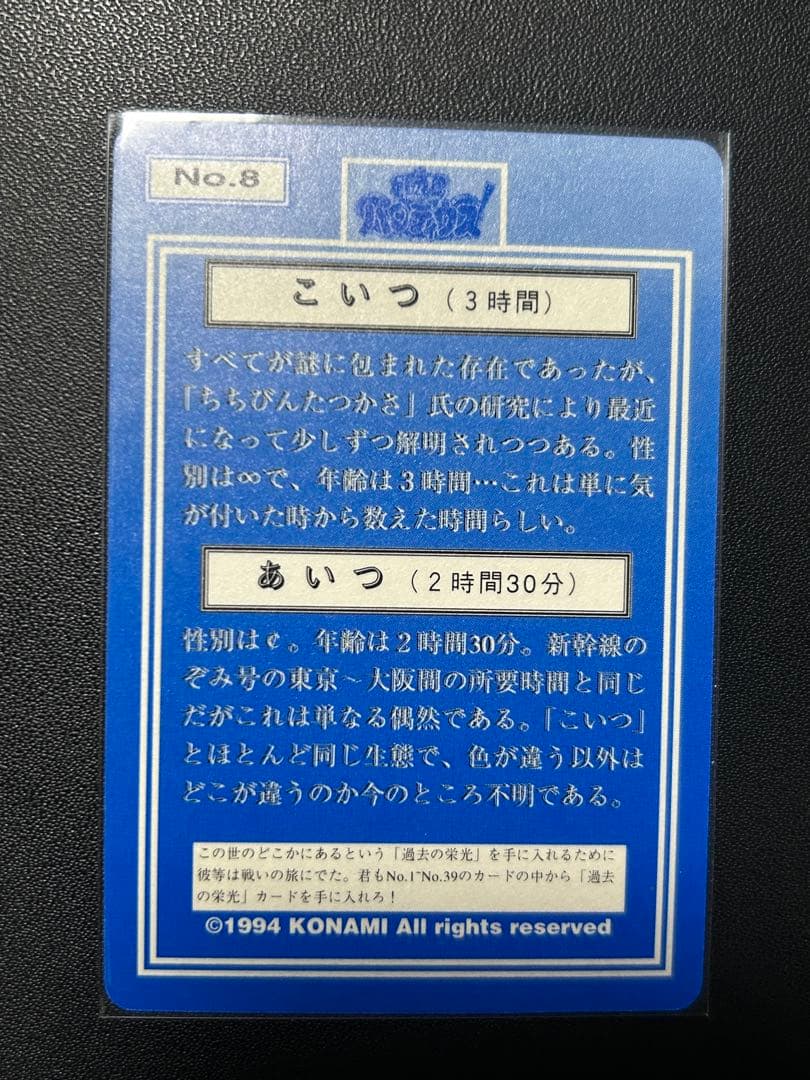 No.8
実況
パロディウス
こいつ（3時間）
すべてが謎に包まれた存在であったが、
「ちちびんたつかさ」氏の研究により最近
になって少しずつ解明されつつある。性
別は∞で、年齢は３時間…これは単に気
が付いた時から数えた時間らしい。
あいつ（2時間30分）
性別は¢。年齢は２時間30分。新幹線の
ぞみ号の東京~大阪間の所要時間と同じ
だがこれは単なる偶然である。「こいつ」
とほとんど同じ生態で、色が違う以外は
どこが違うのか今のところ不明である。
この世のどこかにあるという「過去の栄光」を手に入れるために
彼等は戦いの旅にでた。君もNo.1~No.39のカードの中から「過去
の栄光」カードを手に入れろ！
©1994 KONAMI All rights reserved